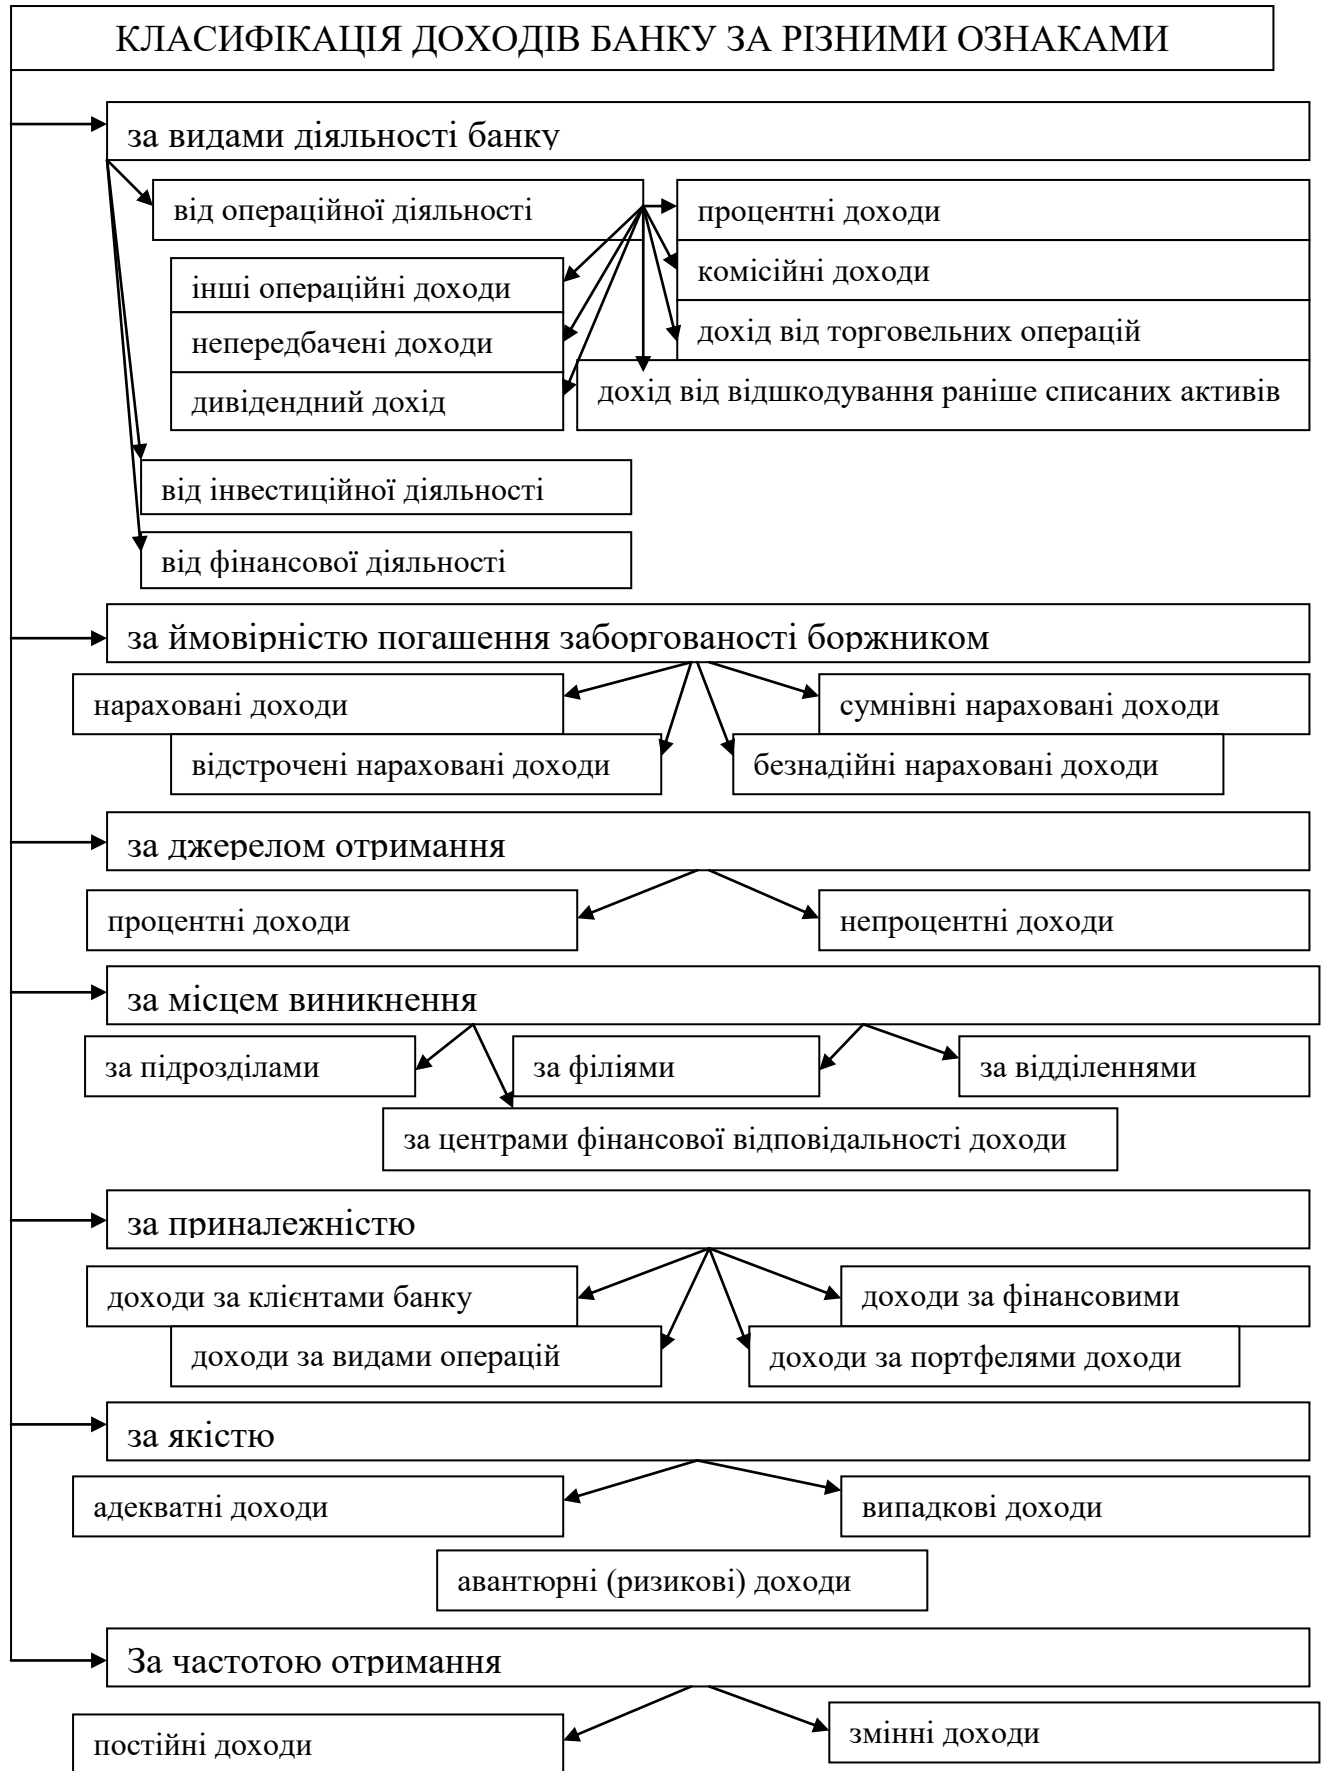 КЛАСИФІКАЦІЯ ДОХОДІВ БАНКУ ЗА РІЗНИМИ ОЗНАКАМИ
за видами діяльності банку
від операційної діяльності
процентні доходи
комісійні доходи
дохід від торговельних операцій
дохід від відшкодування раніше списаних активів
інші операційні доходи
непередбачені доходи
дивідендний дохід
від інвестиційної діяльності
від фінансової діяльності
за ймовірністю погашення заборгованості боржником
нараховані доходи
сумнівні нараховані доходи
відстрочені нараховані доходи
безнадійні нараховані доходи
за джерелом отримання
процентні доходи
непроцентні доходи
за місцем виникнення
за підрозділами
за філіями
за відділеннями
за центрами фінансової відповідальності доходи
за приналежністю
доходи за клієнтами банку
доходи за фінансовими
доходи за видами операцій
доходи за портфелями доходи
за якістю
адекватні доходи
випадкові доходи
авантюрні (ризикові) доходи
За частотою отримання
постійні доходи
змінні доходи